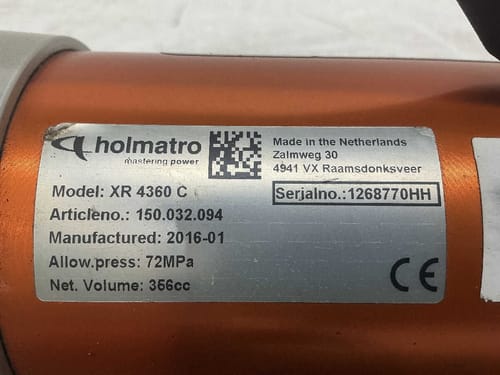 holmatro
mastering power
Made in the Netherlands
Zalmweg 30
4941 VX Raamsdonksveer
Model: XR 4360 C
Serialno.:1268770HH
Articleno.: 150.032.094
Manufactured: 2016-01
Allow.press: 72MPa
Net. Volume: 356cc
CE